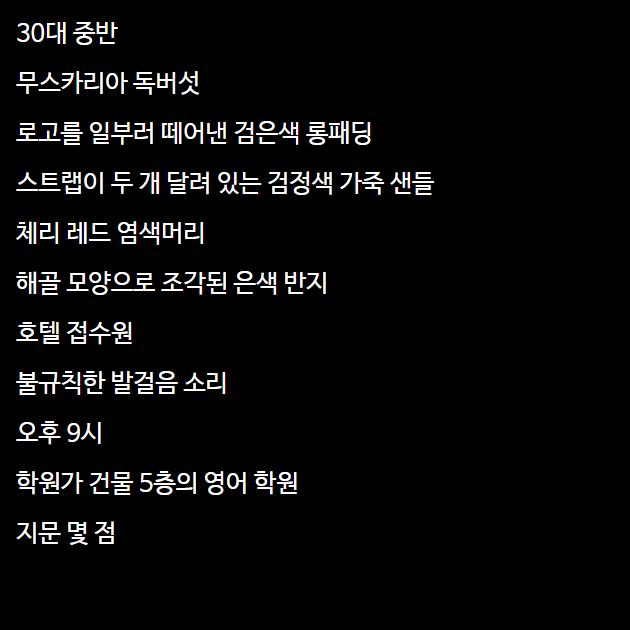 30대 중반
무스카리아 독버섯
로고를 일부러 떼어낸 검은색 롱패딩
스트랩이 두 개 달려 있는 검정색 가죽 샌들
체리 레드 염색머리
해골 모양으로 조각된 은색 반지
호텔 접수원
불규칙한 발걸음 소리
오후 9시
학원가 건물 5층의 영어 학원
지문 몇 점